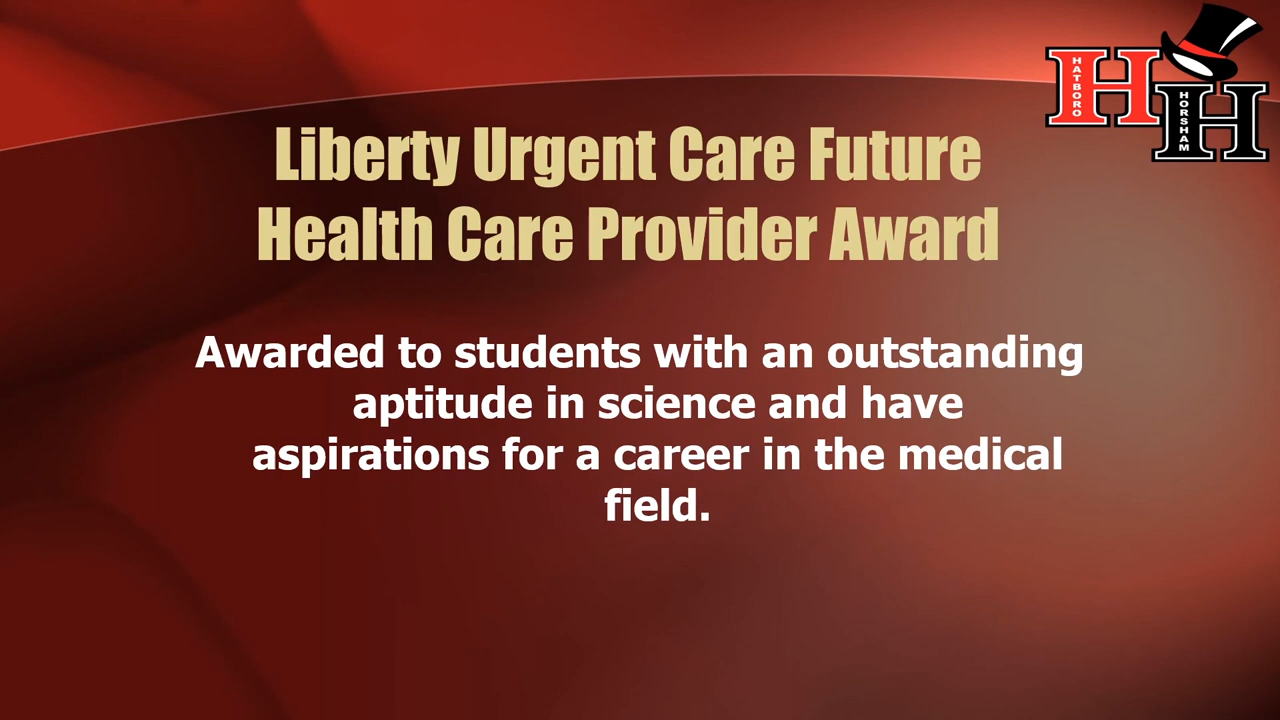 HATBORO
HORSHAM
Liberty Urgent Care Future
Health Care Provider Award
Awarded to students with an outstanding
aptitude in science and have
aspirations for a career in the medical
field.